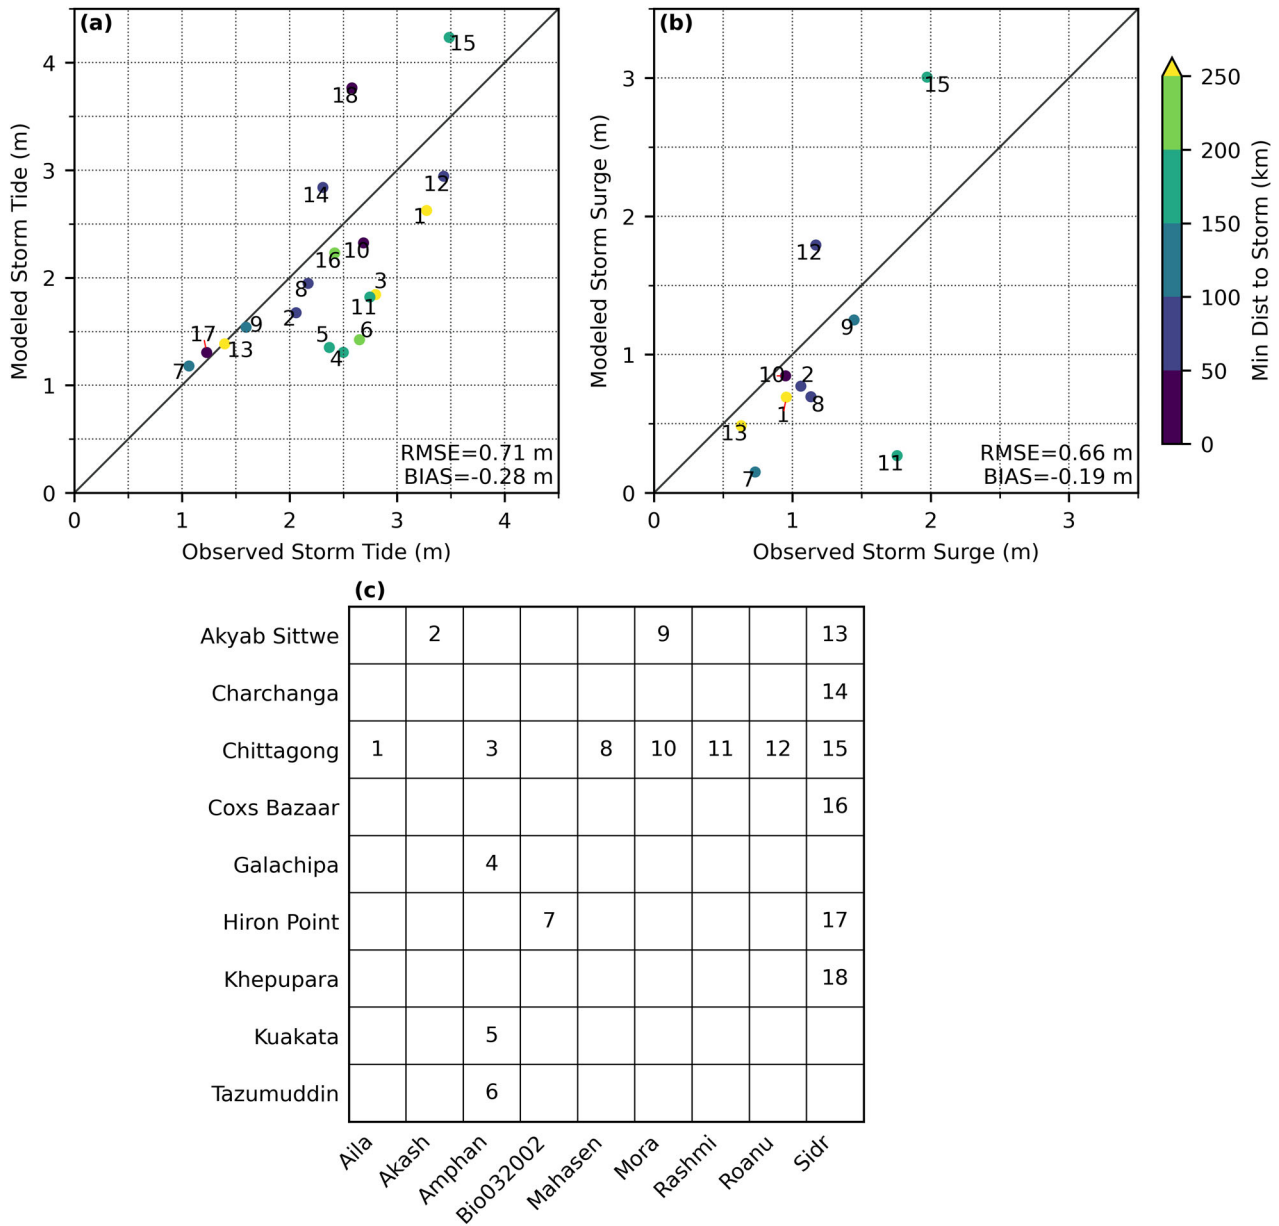 (a)
Modeled Storm Tide (m)
4
3
2
1
0
15
18
12
14
1
10
16
3
8
11
2
6
9
5
17
13
4
7
RMSE=0.71 m
BIAS=-0.28 m
0 1 2 3 4
Observed Storm Tide (m)
(b)
Modeled Storm Surge (m)
3
2
1
0
15
12
9
10 2
8
1
13
11
7
RMSE=0.66 m
BIAS=-0.19 m
0 1 2 3
Observed Storm Surge (m)
250
200
150
100
50
0
Min Dist to Storm (km)
(c)
Akyab Sittwe 2 9 13
Charchanga 14
Chittagong 1 3 8 10 11 12 15
Coxs Bazaar 16
Galachipa 4
Hiron Point 7 17
Khepupara 18
Kuakata 5
Tazumuddin 6
Aila Akash Amphan Bio032002 Mahasen Mora Rashmi Roanu Sidr